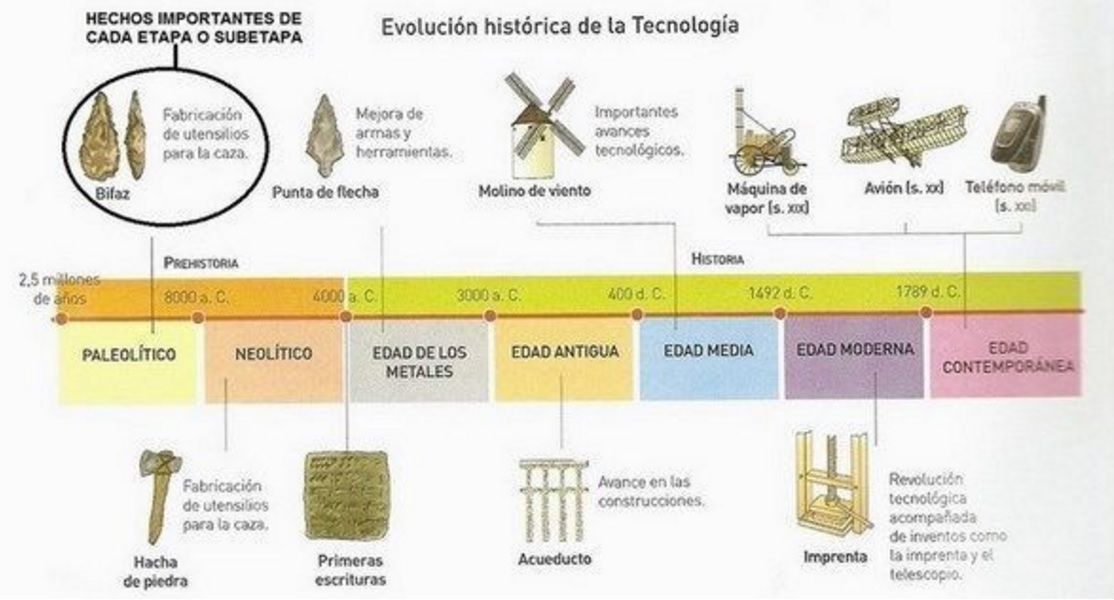 HECHOS IMPORTANTES DE
CADA ETAPA O SUBETAPA
Evolución histórica de la Tecnología
Fabricación
de utensilios
para la caza.
Bifaz
Mejora de
armas y
herramientas.
Punta de flecha
Importantes
avances
tecnológicos.
Molino de viento
Máquina de
vapor (s. XIX)
Avión (s. XX)
Teléfono móvil
(s. XXI)
PREHISTORIA
HISTORIA
2,5 millones
de años
8000 a. C.
4000 a. C.
3000 a. C.
400 d. C.
1492 d. C.
1789 d. C.
PALEOLÍTICO
NEOLÍTICO
EDAD DE LOS
METALES
EDAD ANTIGUA
EDAD MEDIA
EDAD MODERNA
EDAD
CONTEMPORÁNEA
Fabricación
de utensilios
para la caza.
Hacha
de piedra
Primeras
escrituras
Avance en las
construcciones.
Acueducto
Imprenta
Revolución
tecnológica
acompañada
de inventos como
la imprenta y el
telescopio.